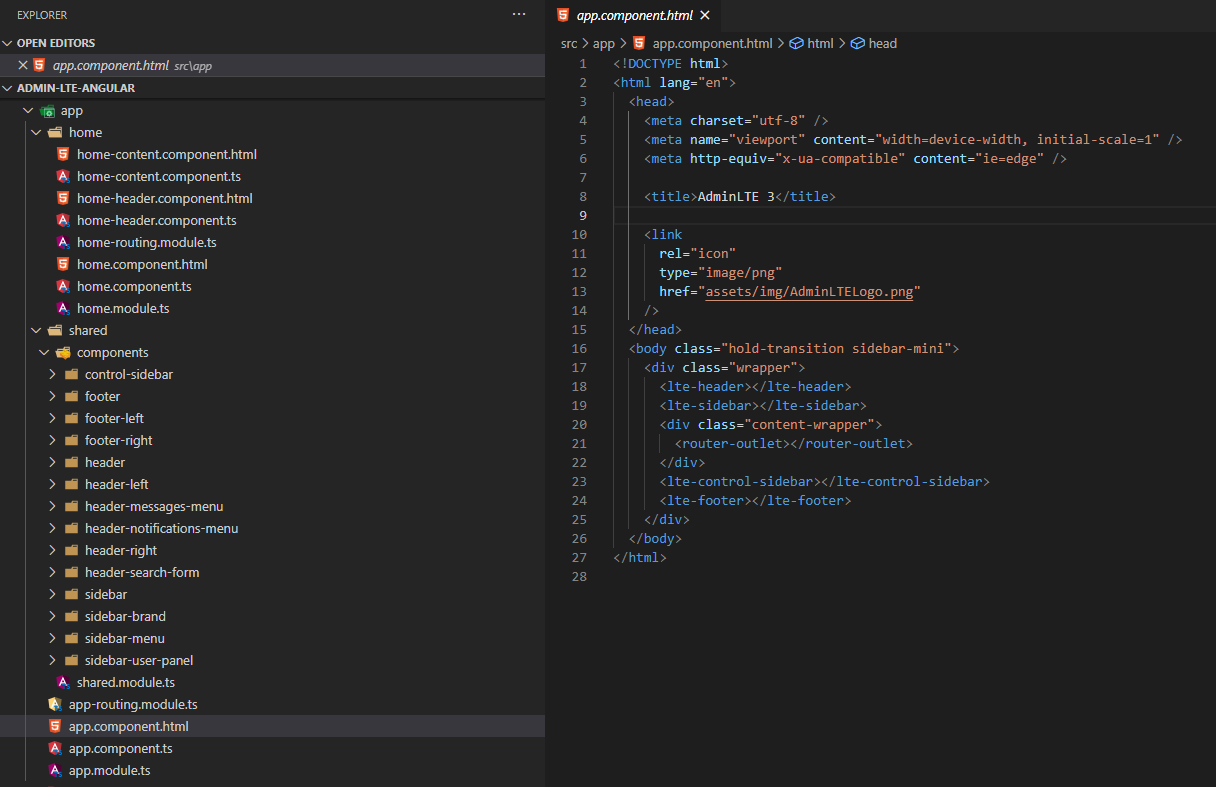 EXPLORER
OPEN EDITORS
app.component.html src\app
ADMIN-LTE-ANGULAR
app
home
home-content.component.html
home-content.component.ts
home-header.component.html
home-header.component.ts
home-routing.module.ts
home.component.html
home.component.ts
home.module.ts
shared
components
control-sidebar
footer
footer-left
footer-right
header
header-left
header-messages-menu
header-notifications-menu
header-right
header-search-form
sidebar
sidebar-brand
sidebar-menu
sidebar-user-panel
shared.module.ts
app-routing.module.ts
app.component.html
app.component.ts
app.module.ts
app.component.html
src > app > app.component.html > html > head
1 <!DOCTYPE html>
2 <html lang="en">
3 <head>
4 <meta charset="utf-8" />
5 <meta name="viewport" content="width=device-width, initial-scale=1" />
6 <meta http-equiv="x-ua-compatible" content="ie=edge" />
7
8 <title>AdminLTE 3</title>
9
10 <link
11 rel="icon"
12 type="image/png"
13 href="assets/img/AdminLTELogo.png"
14 />
15 </head>
16 <body class="hold-transition sidebar-mini">
17 <div class="wrapper">
18 <lte-header></lte-header>
19 <lte-sidebar></lte-sidebar>
20 <div class="content-wrapper">
21 <router-outlet></router-outlet>
22 </div>
23 <lte-control-sidebar></lte-control-sidebar>
24 <lte-footer></lte-footer>
25 </div>
26 </body>
27 </html>
28